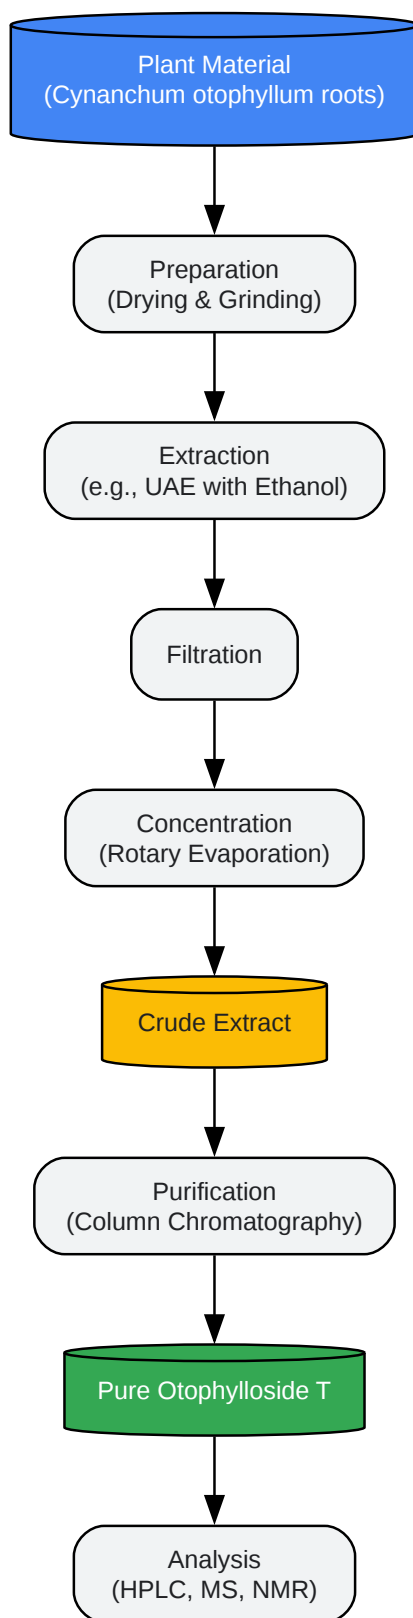 Plant Material
(Cynanchum otophyllum roots)
Preparation
(Drying & Grinding)
Extraction
(e.g., UAE with Ethanol)
Filtration
Concentration
(Rotary Evaporation)
Crude Extract
Purification
(Column Chromatography)
Pure Otophylloside T
Analysis
(HPLC, MS, NMR)